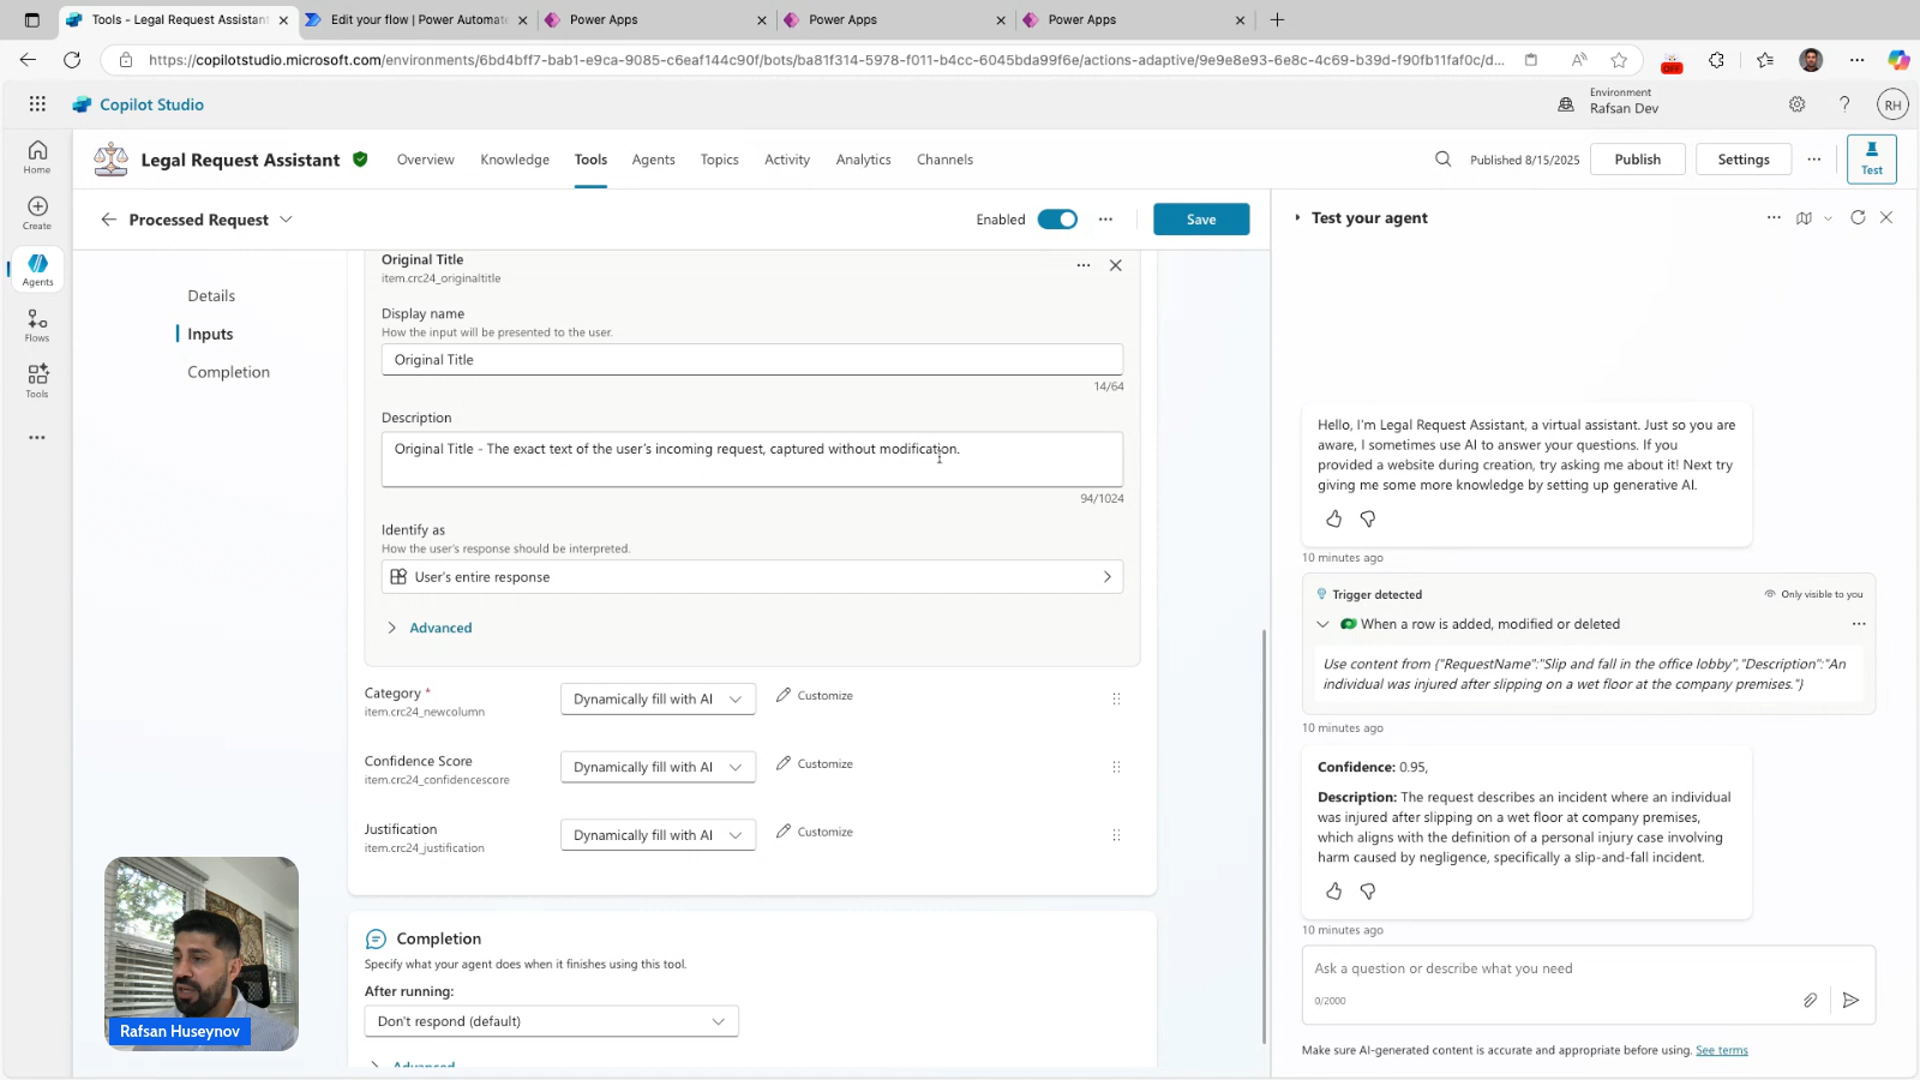 Tools - Legal Request Assistant
Edit your flow | Power Automate
Power Apps
Power Apps
Power Apps
https://copilotstudio.microsoft.com/environments/6bd4bff7-bab1-e9ca-9085-c6eaf144c90f/bots/ba81f314-5978-f011-b4cc-6045bda99f6e/actions-adaptive/9e9e8e93-6e8c-4c69-b39d-f90fb11faf0c/d...
OFF
Copilot Studio
Environment
Rafsan Dev
RH
Home
Create
Agents
Flows
Tools
Legal Request Assistant
Overview
Knowledge
Tools
Agents
Topics
Activity
Analytics
Channels
Published 8/15/2025
Publish
Settings
Test
Processed Request
Enabled
Save
Details
Inputs
Completion
Original Title
item.crc24_originaltitle
Display name
How the input will be presented to the user.
Original Title
14/64
Description
Original Title - The exact text of the user's incoming request, captured without modification.
94/1024
Identify as
How the user's response should be interpreted.
User's entire response
Advanced
Category *
item.crc24_newcolumn
Dynamically fill with AI
Customize
Confidence Score
item.crc24_confidencescore
Dynamically fill with AI
Customize
Justification
item.crc24_justification
Dynamically fill with AI
Customize
Completion
Specify what your agent does when it finishes using this tool.
After running:
Don't respond (default)
Advanced
Rafsan Huseynov
Test your agent
Hello, I'm Legal Request Assistant, a virtual assistant. Just so you are
aware, I sometimes use AI to answer your questions. If you
provided a website during creation, try asking me about it! Next try
giving me some more knowledge by setting up generative AI.
10 minutes ago
Trigger detected
Only visible to you
When a row is added, modified or deleted
Use content from {"RequestName":"Slip and fall in the office lobby","Description":"An
individual was injured after slipping on a wet floor at the company premises."}
10 minutes ago
Confidence: 0.95,
Description: The request describes an incident where an individual
was injured after slipping on a wet floor at company premises,
which aligns with the definition of a personal injury case involving
harm caused by negligence, specifically a slip-and-fall incident.
10 minutes ago
Ask a question or describe what you need
0/2000
Make sure AI-generated content is accurate and appropriate before using. See terms